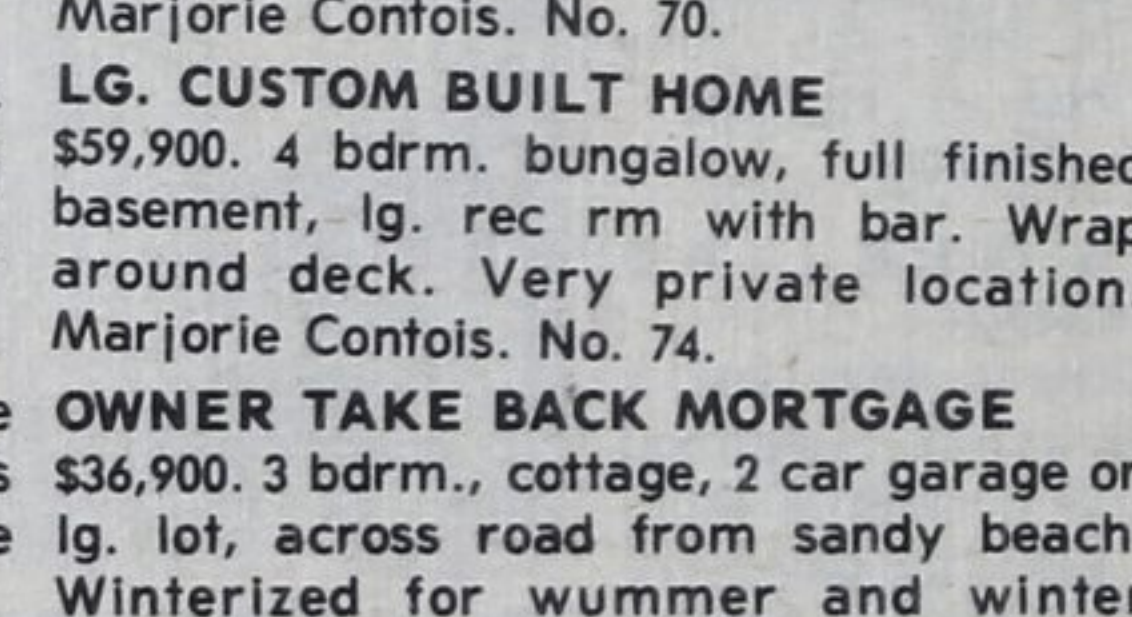 Marjorie Contois. No. 70.
LG. CUSTOM BUILT HOME
$59,900. 4 bdrm. bungalow, full finished
basement, lg. rec rm with bar. Wrap
around deck. Very private location
Marjorie Contois. No. 74.
OWNER TAKE BACK MORTGAGE
$36,900. 3 bdrm., cottage, 2 car garage on
lg. lot, across road from sandy beach
Winterized for wummer and winter